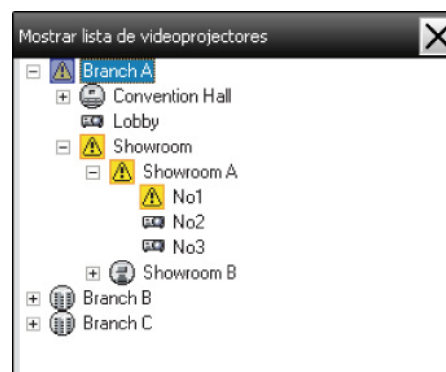 Mostrar lista de videoprojectores
Branch A
Convention Hall
Lobby
Showroom
Showroom A
No1
No2
No3
Showroom B
Branch B
Branch C